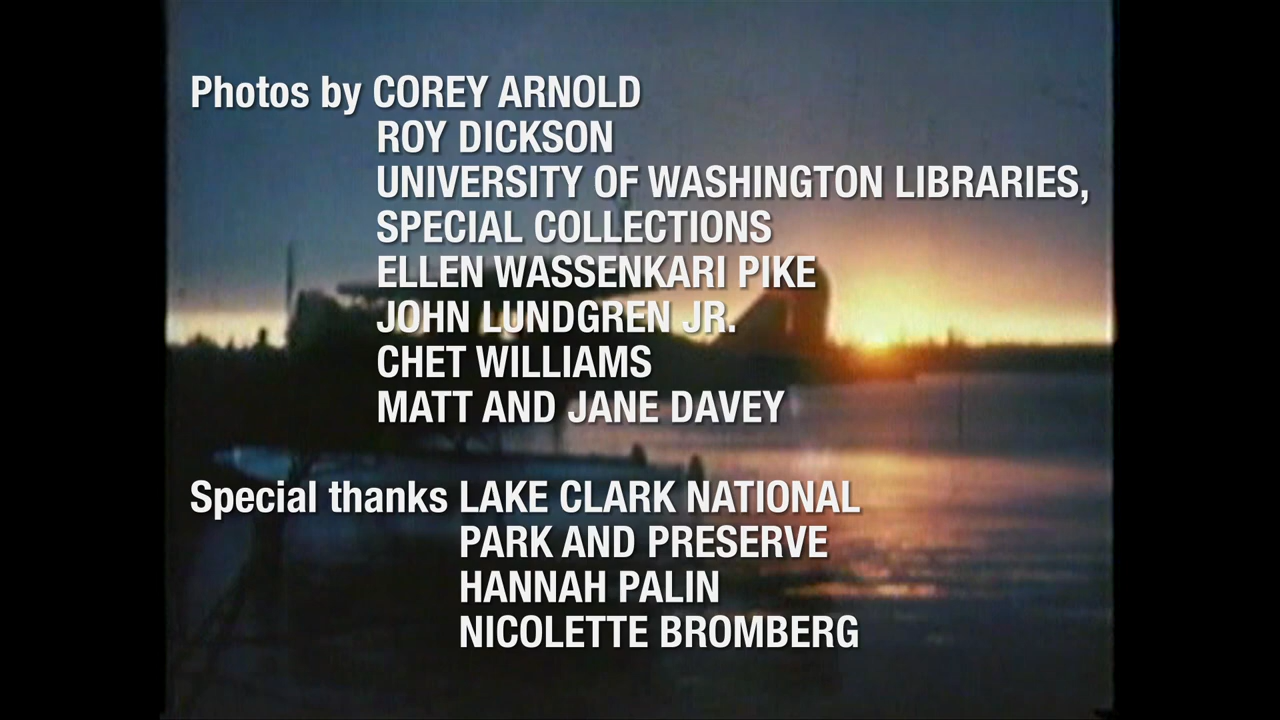 Photos by COREY ARNOLD
ROY DICKSON
UNIVERSITY OF WASHINGTON LIBRARIES,
SPECIAL COLLECTIONS
ELLEN WASSENKARI PIKE
JOHN LUNDGREN JR.
CHET WILLIAMS
MATT AND JANE DAVEY
Special thanks LAKE CLARK NATIONAL
PARK AND PRESERVE
HANNAH PALIN
NICOLETTE BROMBERG